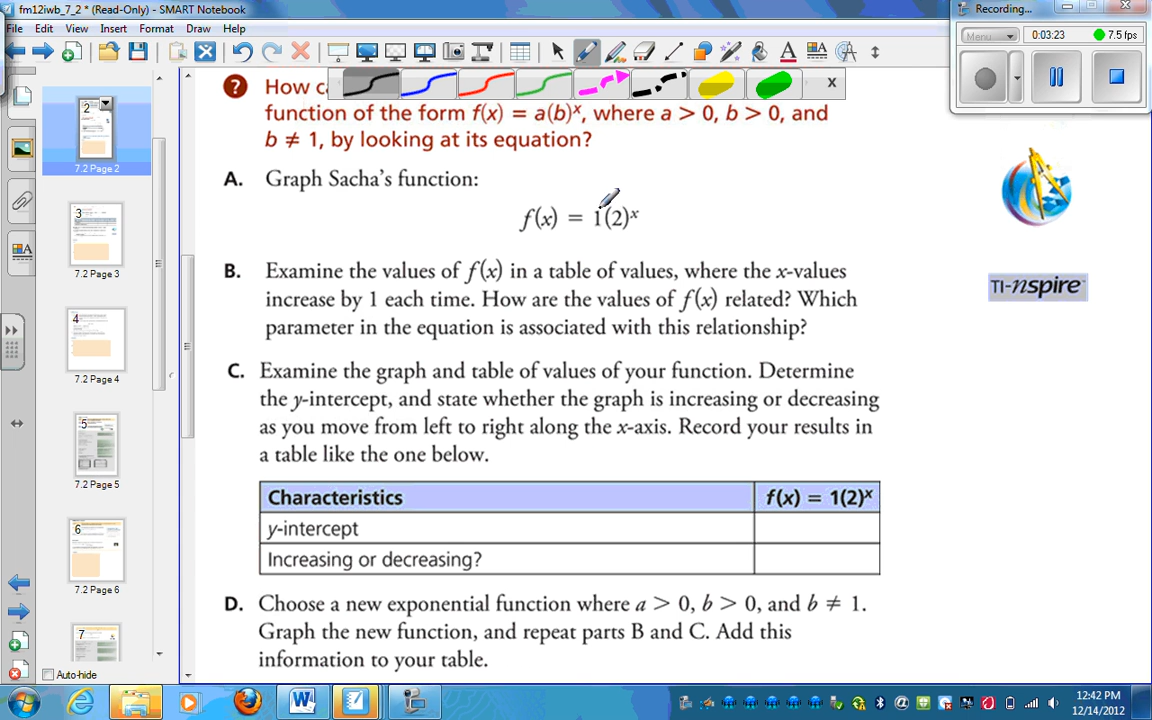 fm12iwb_7_2 * (Read-Only) - SMART Notebook
Recording...
File Edit View Insert Format Draw Help
Menu
0:03:23
7.5 fps
x
2
7.2 Page 2
3
7.2 Page 3
4
7.2 Page 4
5
7.2 Page 5
6
7.2 Page 6
7
Auto-hide
? How c
function of the form f(x) = a(b)ˣ, where a > 0, b > 0, and
b ≠ 1, by looking at its equation?
A. Graph Sacha's function:
f(x) = 1(2)ˣ
B. Examine the values of f(x) in a table of values, where the x-values
increase by 1 each time. How are the values of f(x) related? Which
parameter in the equation is associated with this relationship?
TI-nspire
C. Examine the graph and table of values of your function. Determine
the y-intercept, and state whether the graph is increasing or decreasing
as you move from left to right along the x-axis. Record your results in
a table like the one below.
Characteristics f(x) = 1(2)ˣ
y-intercept
Increasing or decreasing?
D. Choose a new exponential function where a > 0, b > 0, and b ≠ 1.
Graph the new function, and repeat parts B and C. Add this
information to your table.
12:42 PM
12/14/2012